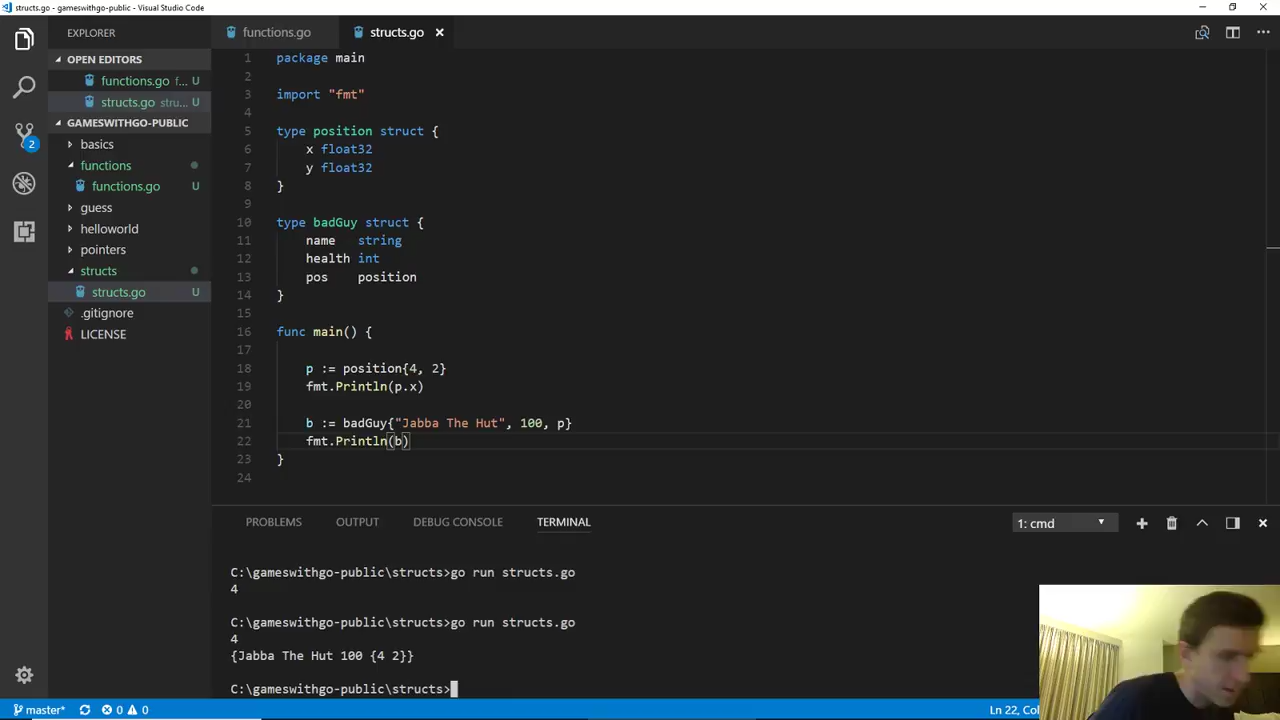 structs.go - gameswithgo-public - Visual Studio Code
EXPLORER
OPEN EDITORS
functions.go f... U
structs.go stru... U
GAMESWITHGO-PUBLIC
basics
functions
functions.go U
guess
helloworld
pointers
structs
structs.go U
.gitignore
LICENSE
2
functions.go
structs.go
1 package main
2
3 import "fmt"
4
5 type position struct {
6 x float32
7 y float32
8 }
9
10 type badGuy struct {
11 name string
12 health int
13 pos position
14 }
15
16 func main() {
17
18 p := position{4, 2}
19 fmt.Println(p.x)
20
21 b := badGuy{"Jabba The Hut", 100, p}
22 fmt.Println(b)
23 }
24
PROBLEMS OUTPUT DEBUG CONSOLE TERMINAL
1: cmd
C:\gameswithgo-public\structs>go run structs.go
4
C:\gameswithgo-public\structs>go run structs.go
4
{Jabba The Hut 100 {4 2}}
C:\gameswithgo-public\structs>
master* 0 0
Ln 22, Col